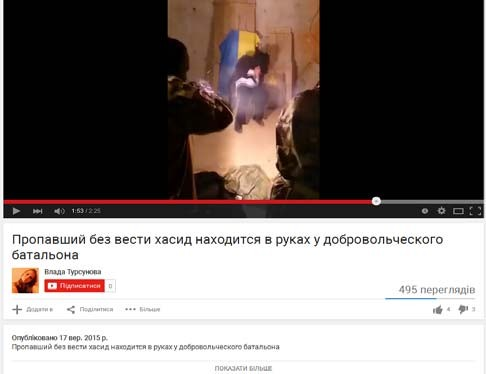 1:53 / 2:25
Пропавший без вести хасид находится в руках у добровольческого
батальона
Влада Турсунова
Підписатися 0
495 переглядів
Додати в Поділитися Більше 4 3
Опубліковано 17 вер. 2015 р.
Пропавший без вести хасид находится в руках у добровольческого батальона
ПОКАЗАТИ БІЛЬШЕ